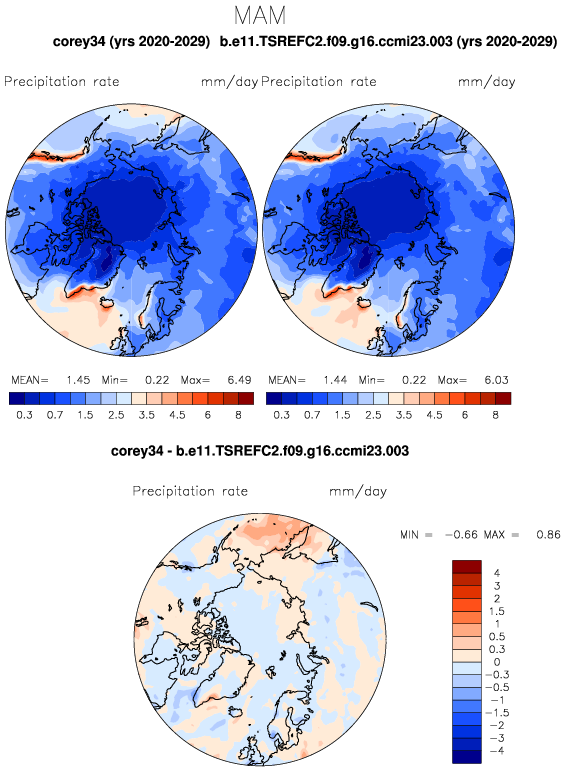 MAM
corey34 (yrs 2020-2029) b.e11.TSREFC2.f09.g16.ccmi23.003 (yrs 2020-2029)
Precipitation rate mm/day Precipitation rate mm/day
MEAN= 1.45 Min= 0.22 Max= 6.49 MEAN= 1.44 Min= 0.22 Max= 6.03
0.3 0.7 1.5 2.5 3.5 4.5 6 8 0.3 0.7 1.5 2.5 3.5 4.5 6 8
corey34 - b.e11.TSREFC2.f09.g16.ccmi23.003
Precipitation rate mm/day
MIN = -0.66 MAX = 0.86
4
3
2
1.5
1
0.5
0.3
0
-0.3
-0.5
-1
-1.5
-2
-3
-4